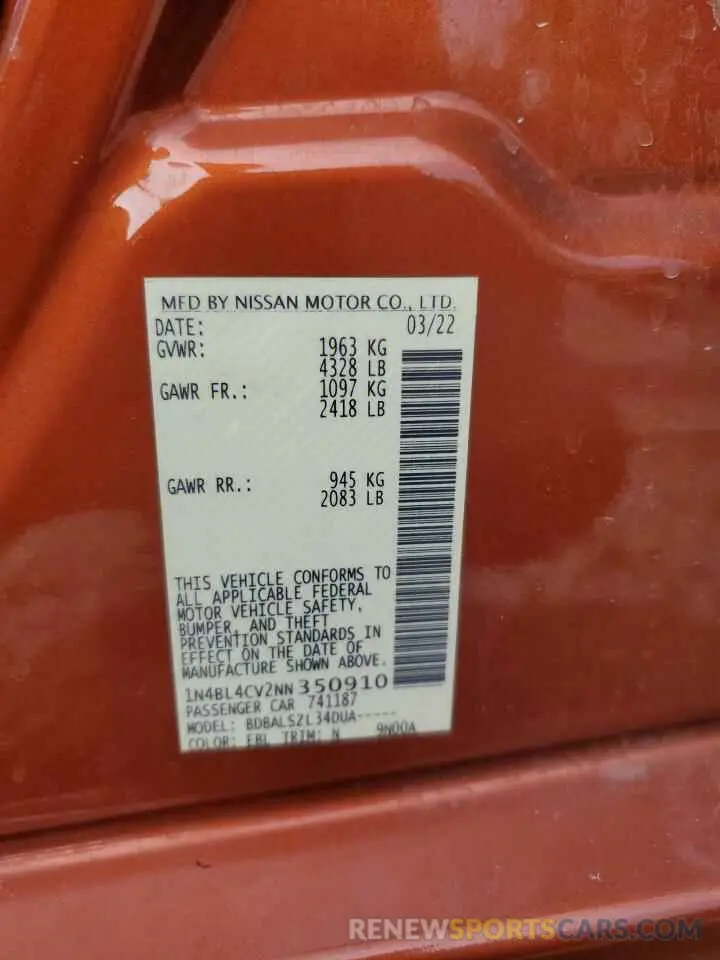 MFD BY NISSAN MOTOR CO., LTD.
DATE: 03/22
GVWR: 1963 KG
4328 LB
GAWR FR.: 1097 KG
2418 LB
GAWR RR.: 945 KG
2083 LB
THIS VEHICLE CONFORMS TO
ALL APPLICABLE FEDERAL
MOTOR VEHICLE SAFETY,
BUMPER, AND THEFT
PREVENTION STANDARDS IN
EFFECT ON THE DATE OF
MANUFACTURE SHOWN ABOVE.
1N4BL4CV2NN350910
PASSENGER CAR 741187
MODEL: BDBALS2L34DUA-----
COLOR: EBL TRIM: N 9N00A
RENEWSPORTSCARS.COM